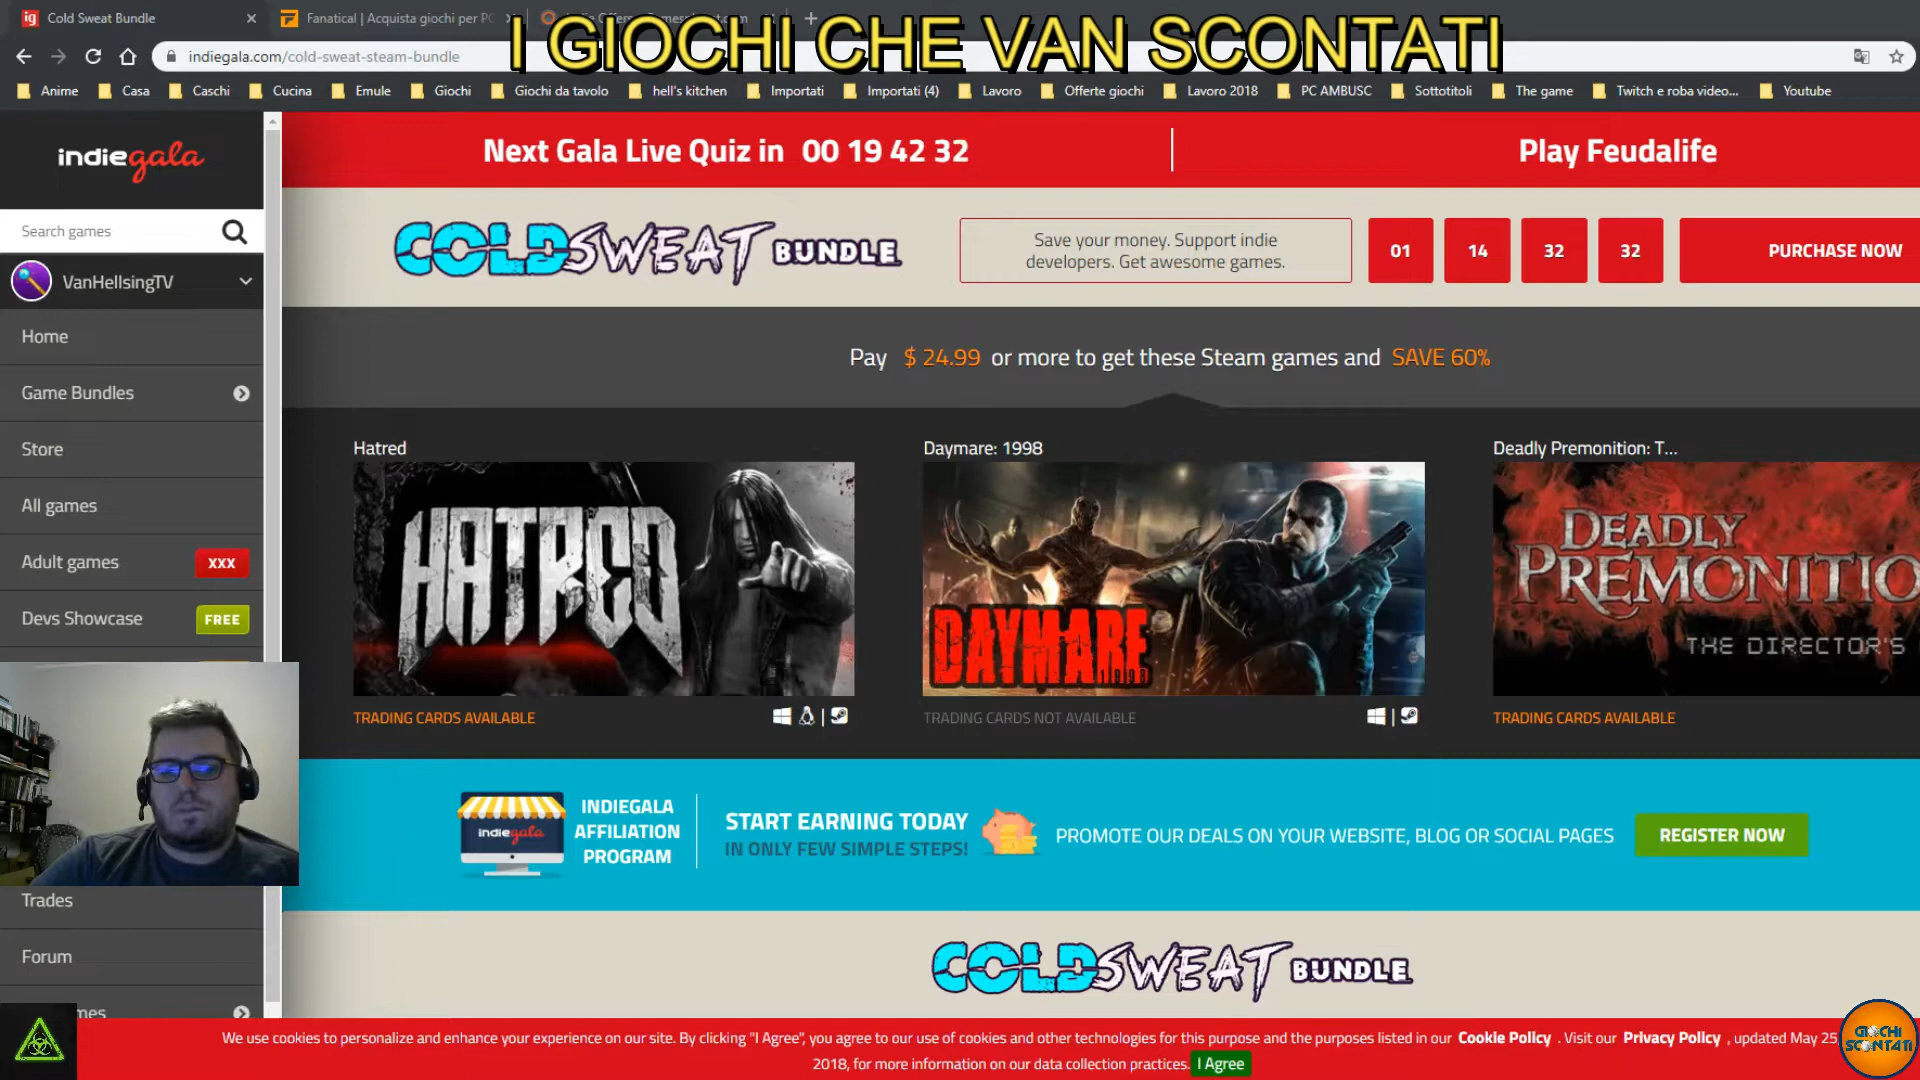 Cold Sweat Bundle
Fanatical | Acquista giochi per PC
I GIOCHI CHE VAN SCONTATI
indiegala.com/cold-sweat-steam-bundle
Anime Casa Caschi Cucina Emule Giochi Giochi da tavolo hell's kitchen Importati Importati (4) Lavoro Offerte giochi Lavoro 2018 PC AMBUSC Sottotitoli The game Twitch e roba video... Youtube
indiegala
Next Gala Live Quiz in 00 19 42 32
Play Feudalife
Search games
VanHellsingTV
COLDSWEAT BUNDLE
Save your money. Support indie
developers. Get awesome games.
01 14 32 32
PURCHASE NOW
Home
Game Bundles
Store
All games
Adult games XXX
Devs Showcase FREE
Trades
Forum
mes
Pay $ 24.99 or more to get these Steam games and SAVE 60%
Hatred
HATRED
TRADING CARDS AVAILABLE
Daymare: 1998
DAYMARE
1998
TRADING CARDS NOT AVAILABLE
Deadly Premonition: T...
DEADLY
PREMONITIO
THE DIRECTOR'S
TRADING CARDS AVAILABLE
indiegala
INDIEGALA
AFFILIATION
PROGRAM
START EARNING TODAY
IN ONLY FEW SIMPLE STEPS!
PROMOTE OUR DEALS ON YOUR WEBSITE, BLOG OR SOCIAL PAGES
REGISTER NOW
COLDSWEAT BUNDLE
We use cookies to personalize and enhance your experience on our site. By clicking "I Agree", you agree to our use of cookies and other technologies for this purpose and the purposes listed in our Cookie Policy . Visit our Privacy Policy , updated May 25,
2018, for more information on our data collection practices. I Agree
GIOCHI
SCONTATI